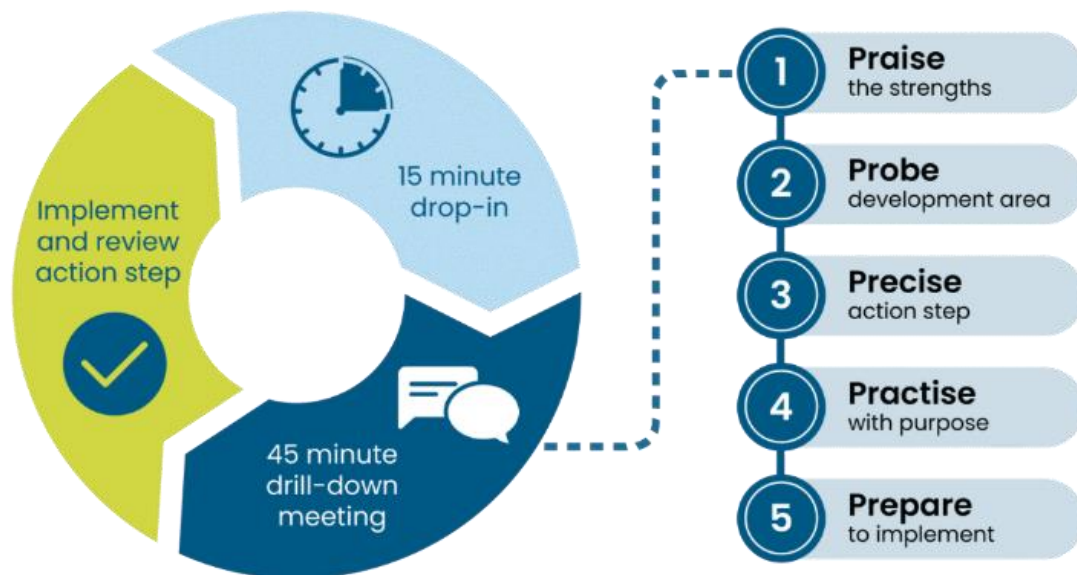 15 minute
drop-in
45 minute
drill-down
meeting
Implement
and review
action step
1
Praise
the strengths
2
Probe
development area
3
Precise
action step
4
Practise
with purpose
5
Prepare
to implement